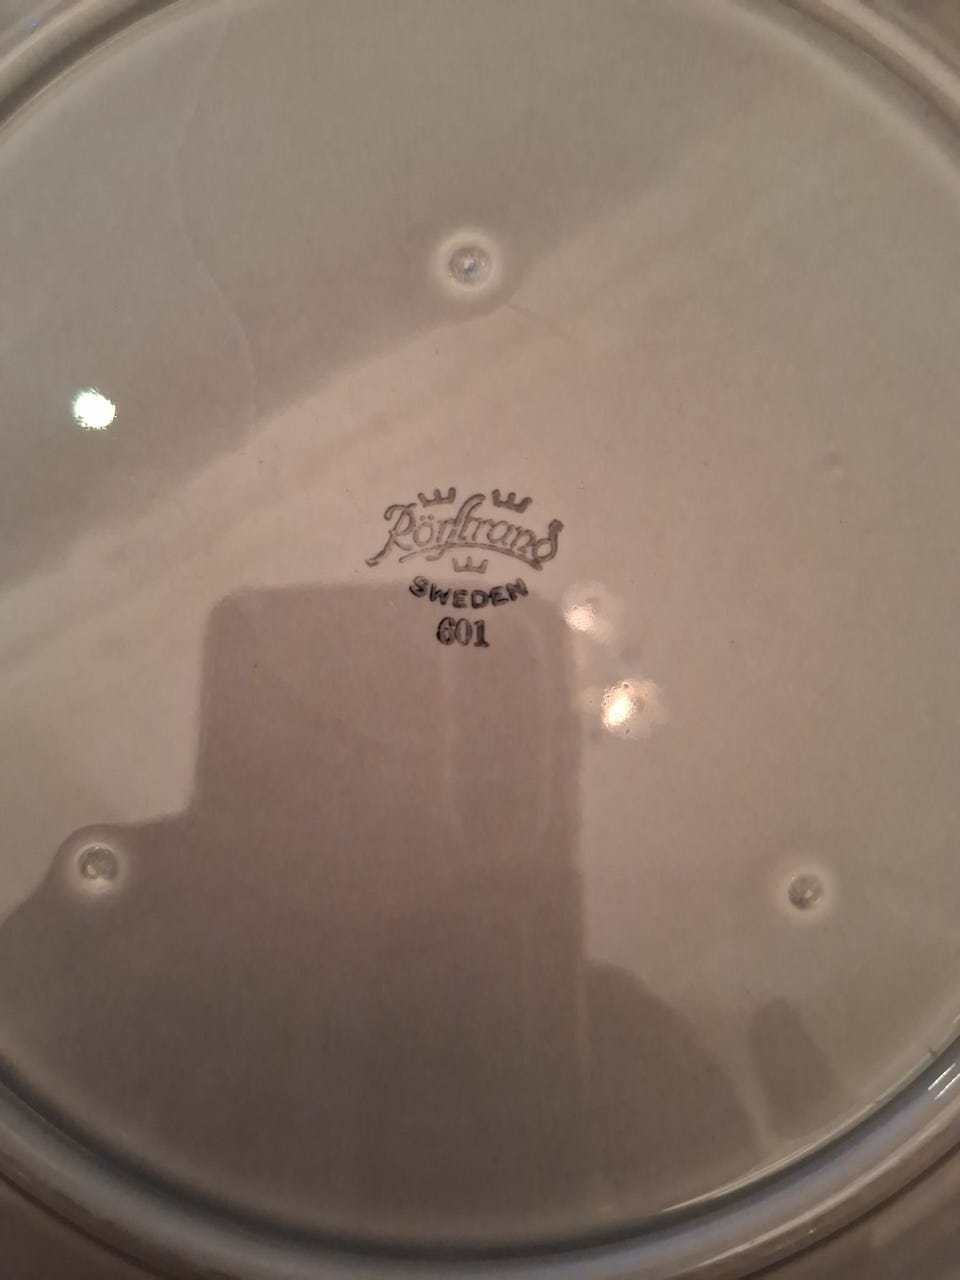 Rörstrand
SWEDEN
601